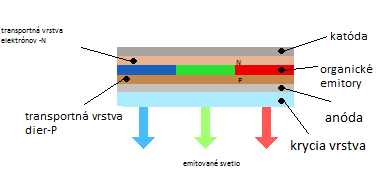 transportná vrstva
elektrónov -N
katóda
N
organické
emitory
P
transportná vrstva
dier-P
anóda
krycia vrstva
emitované svetlo